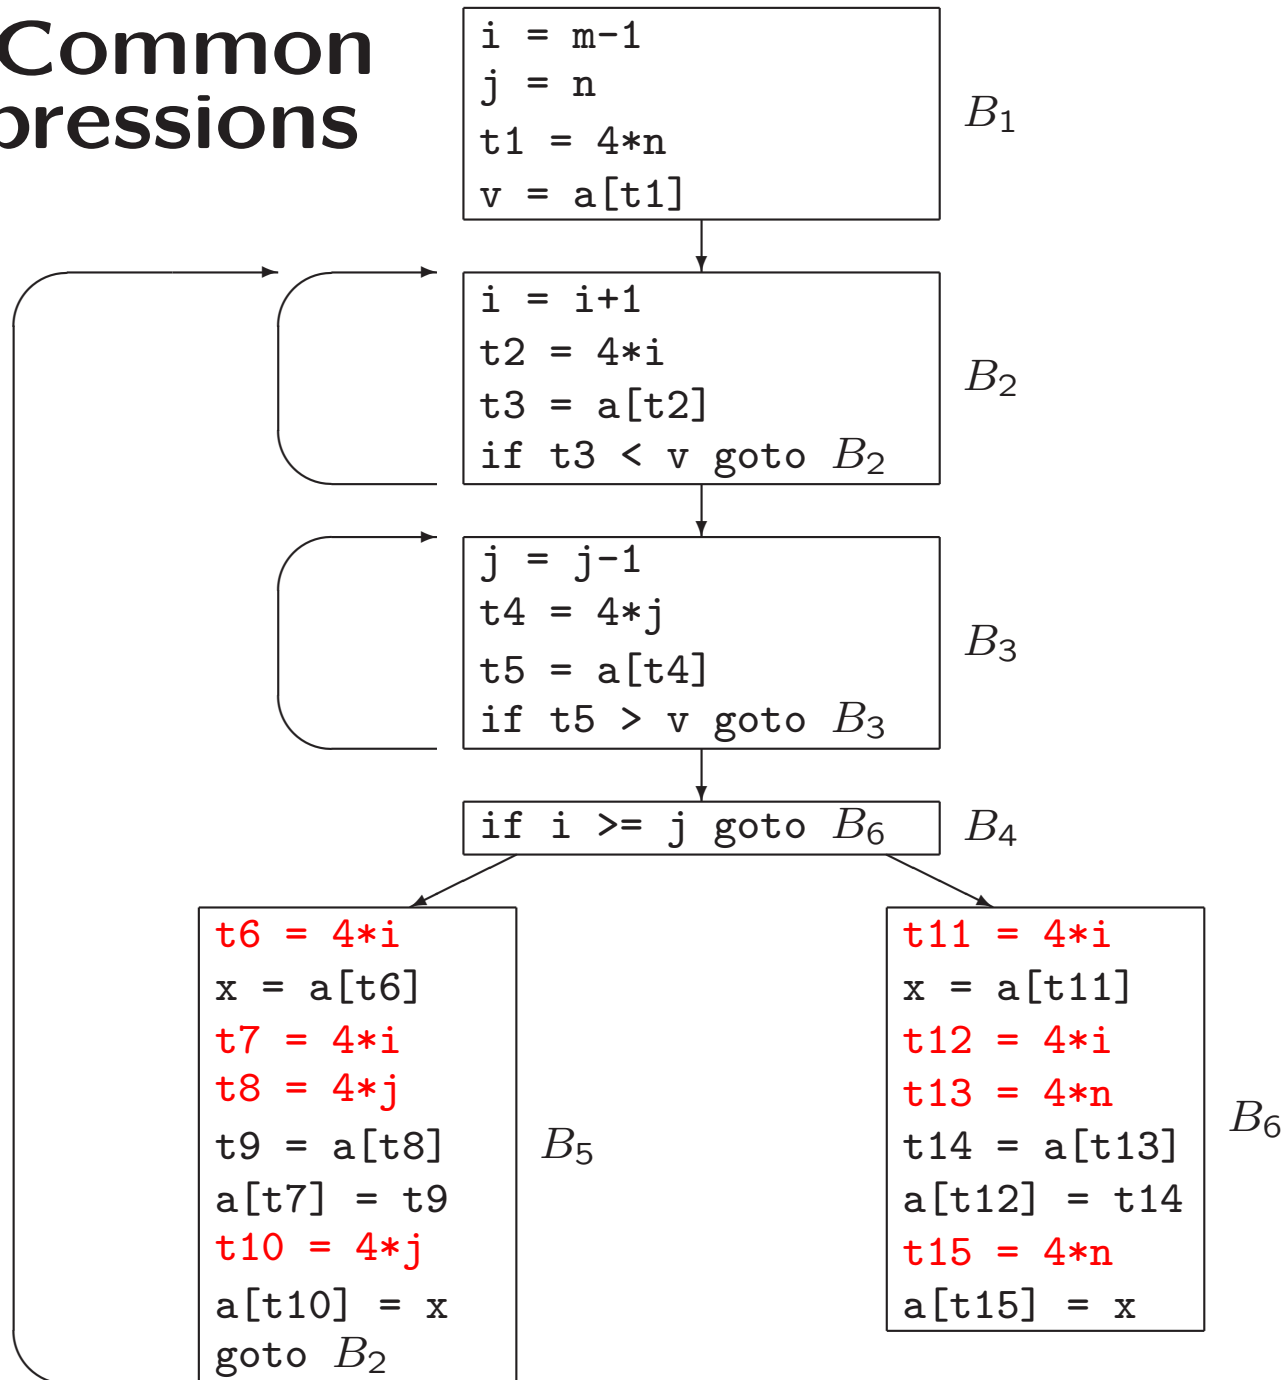 Common
pressions
i = m-1
j = n
t1 = 4*n
v = a[t1]
B1
i = i+1
t2 = 4*i
t3 = a[t2]
if t3 < v goto B2
B2
j = j-1
t4 = 4*j
t5 = a[t4]
if t5 > v goto B3
B3
if i >= j goto B6
B4
t6 = 4*i
x = a[t6]
t7 = 4*i
t8 = 4*j
t9 = a[t8]
a[t7] = t9
t10 = 4*j
a[t10] = x
goto B2
B5
t11 = 4*i
x = a[t11]
t12 = 4*i
t13 = 4*n
t14 = a[t13]
a[t12] = t14
t15 = 4*n
a[t15] = x
B6